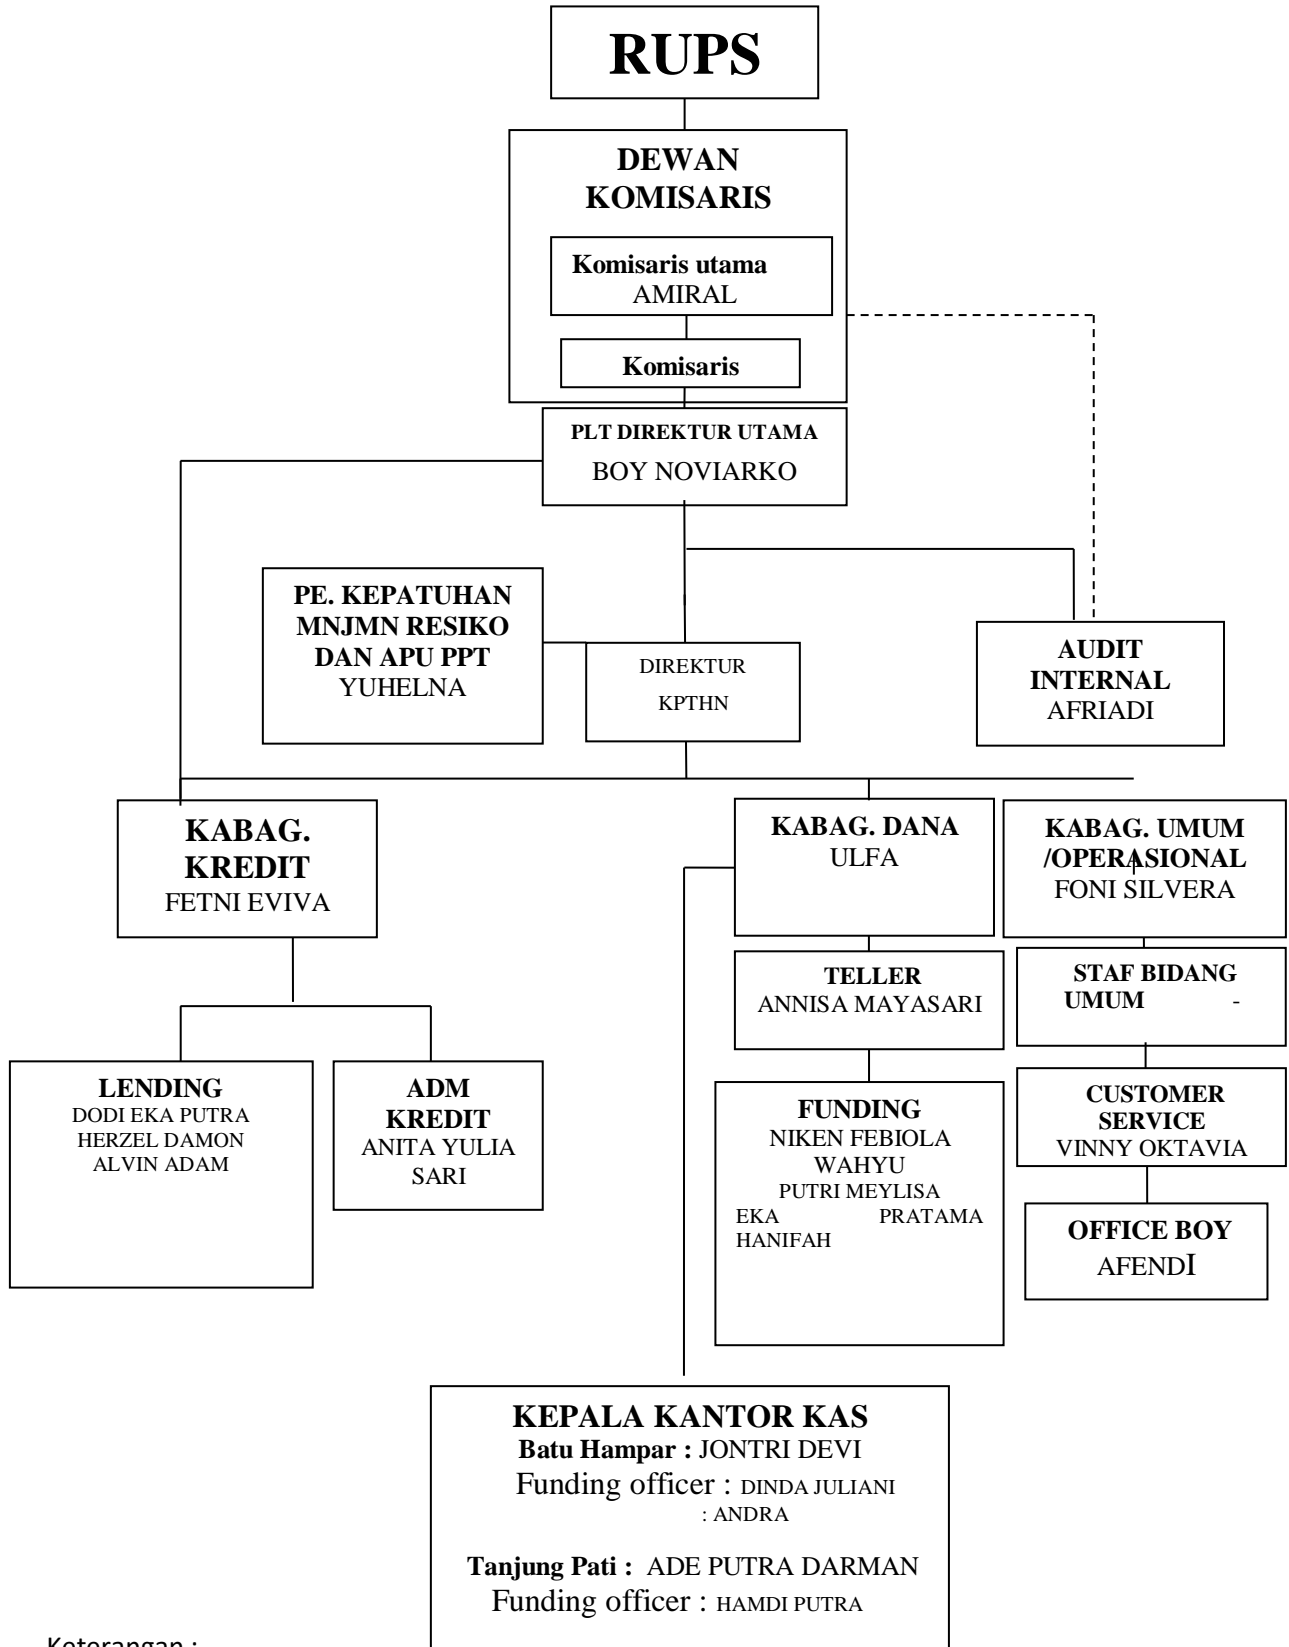 RUPS
DEWAN
KOMISARIS
Komisaris utama
AMIRAL
Komisaris
PLT DIREKTUR UTAMA
BOY NOVIARKO
PE. KEPATUHAN
MNJMN RESIKO
DAN APU PPT
YUHELNA
DIREKTUR
KPTHN
AUDIT
INTERNAL
AFRIADI
KABAG.
KREDIT
FETNI EVIVA
KABAG. DANA
ULFA
KABAG. UMUM
/OPERASIONAL
FONI SILVERA
TELLER
ANNISA MAYASARI
STAF BIDANG
UMUM -
LENDING
DODI EKA PUTRA
HERZEL DAMON
ALVIN ADAM
ADM
KREDIT
ANITA YULIA
SARI
FUNDING
NIKEN FEBIOLA
WAHYU
PUTRI MEYLISA
EKA PRATAMA
HANIFAH
CUSTOMER
SERVICE
VINNY OKTAVIA
OFFICE BOY
AFENDI
KEPALA KANTOR KAS
Batu Hampar : JONTRI DEVI
Funding officer : DINDA JULIANI
: ANDRA
Tanjung Pati : ADE PUTRA DARMAN
Funding officer : HAMDI PUTRA
Keterangan :